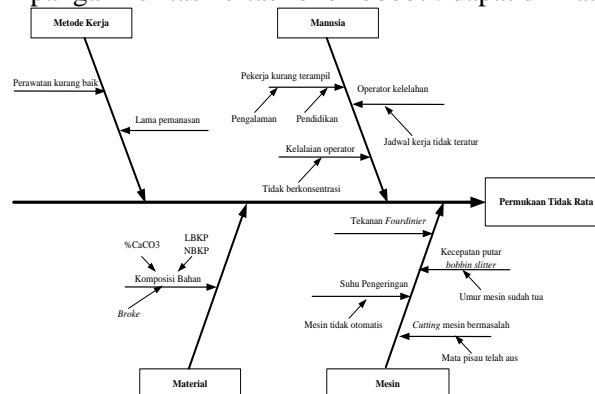 Metode Kerja
Manusia
Perawatan kurang baik
Lama pemanasan
Pekerja kurang terampil
Pengalaman
Pendidikan
Operator kelelahan
Jadwal kerja tidak teratur
Kelalaian operator
Tidak berkonsentrasi
Permukaan Tidak Rata
%CaCO3
LBKP
NBKP
Komposisi Bahan
Broke
Tekanan Fourdinier
Kecepatan putar
bobbin slitter
Umur mesin sudah tua
Suhu Pengeringan
Mesin tidak otomatis
Cutting mesin bermasalah
Mata pisau telah aus
Material
Mesin